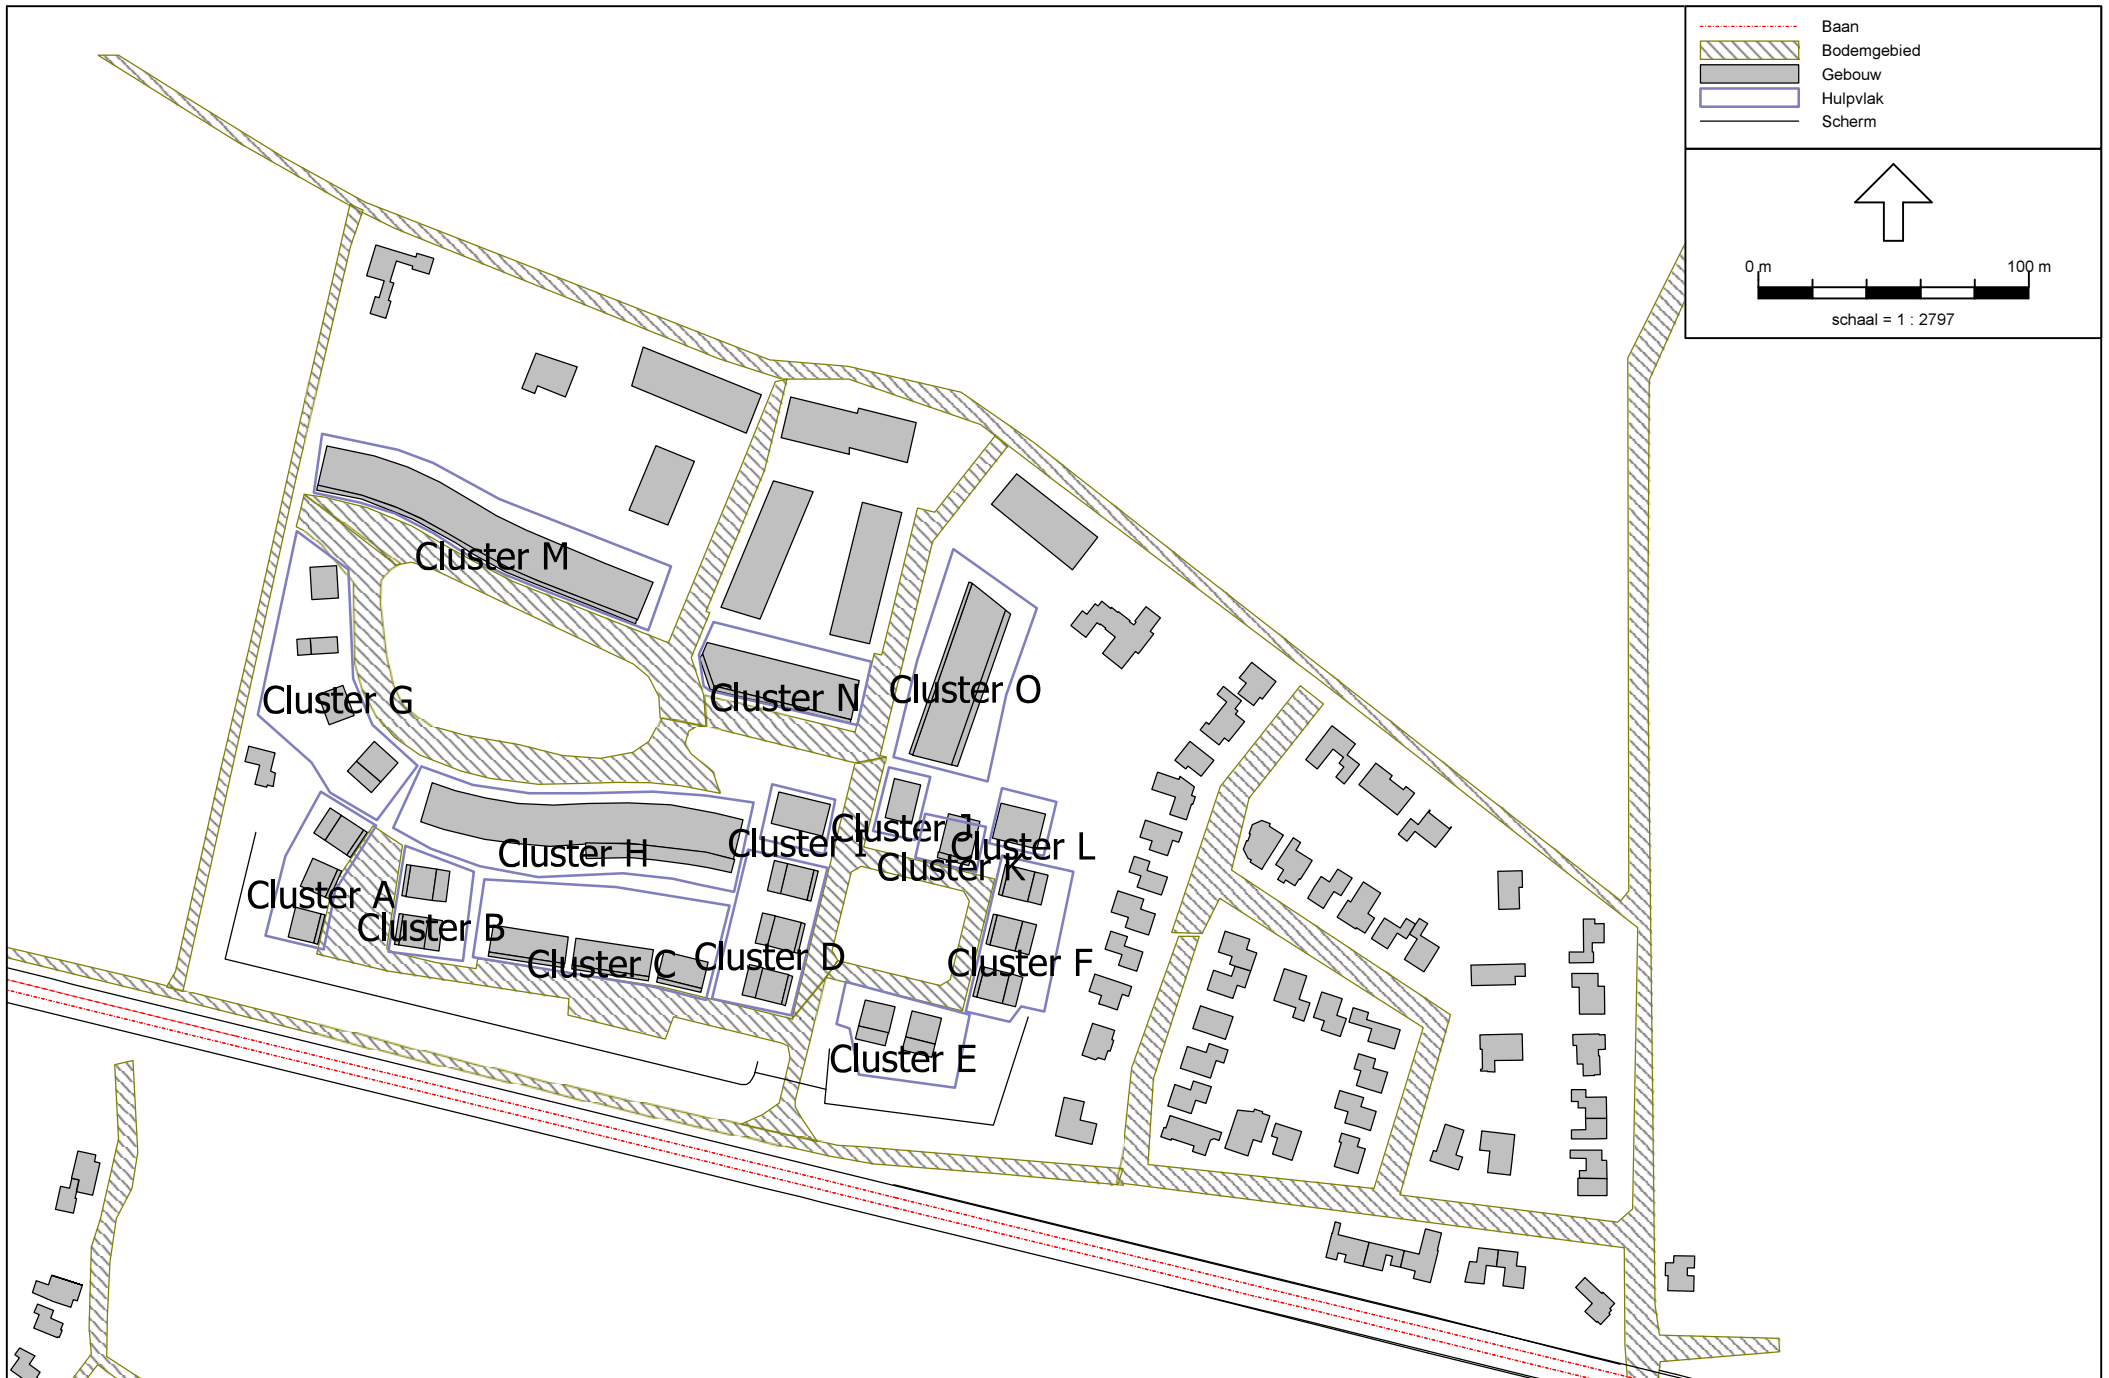 Baan
Bodemgebied
Gebouw
Hulpvlak
Scherm
0 m 100 m
schaal = 1 : 2797
Cluster M
Cluster N
Cluster O
Cluster G
Cluster H
Cluster I
Cluster J
Cluster L
Cluster K
Cluster A
Cluster B
Cluster C
Cluster D
Cluster F
Cluster E